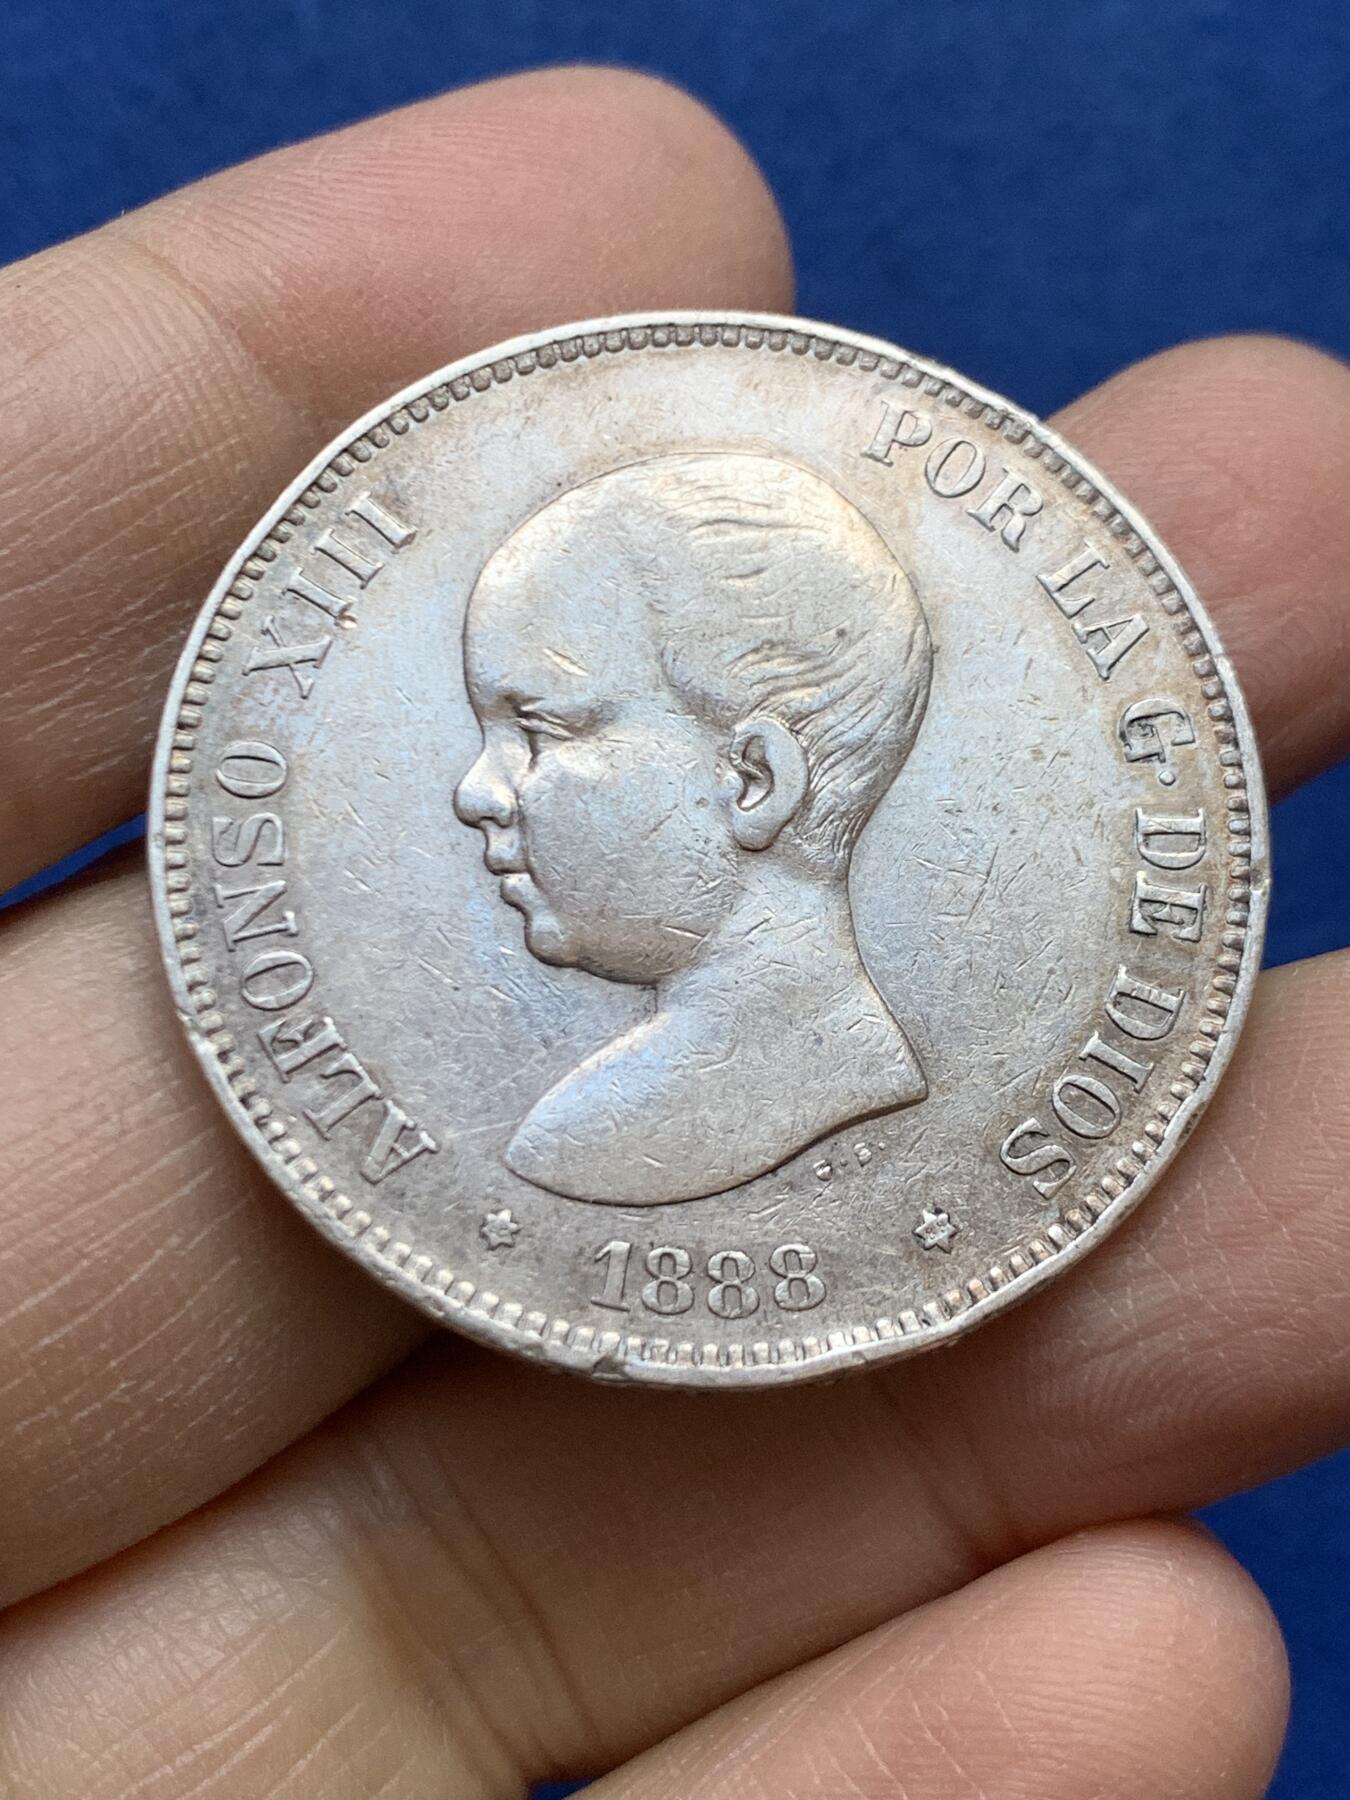 ALFONSO XIII POR LA G. DE DIOS
G.S.
1888